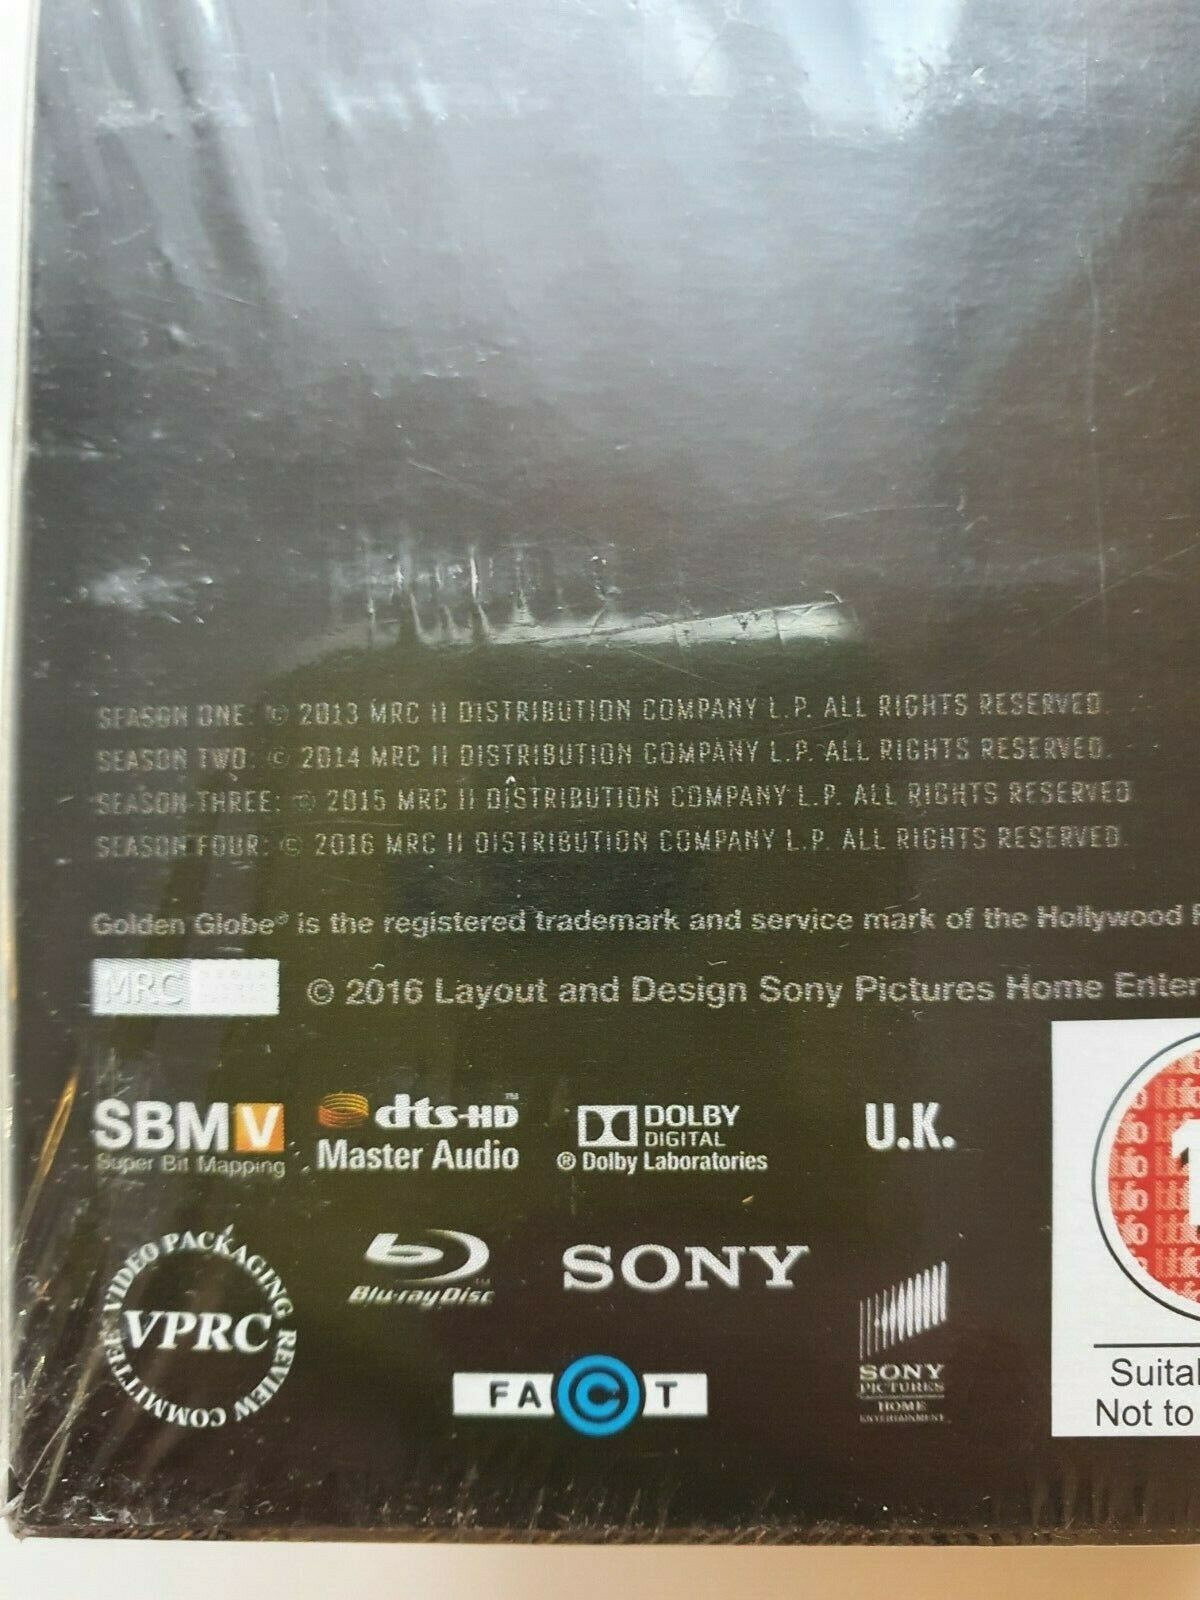 SEASON ONE: © 2013 MRC II DISTRIBUTION COMPANY L.P. ALL RIGHTS RESERVED.
SEASON TWO: © 2014 MRC II DISTRIBUTION COMPANY L.P. ALL RIGHTS RESERVED.
SEASON THREE: © 2015 MRC II DISTRIBUTION COMPANY L.P. ALL RIGHTS RESERVED
SEASON FOUR: © 2016 MRC II DISTRIBUTION COMPANY L.P. ALL RIGHTS RESERVED.
Golden Globe® is the registered trademark and service mark of the Hollywood
MRC
© 2016 Layout and Design Sony Pictures Home Enter
SBMV
Super Bit Mapping
dts-HD™
Master Audio
DOLBY
DIGITAL
® Dolby Laboratories
U.K.
VIDEO PACKAGING REVIEW COMMITTEE
VPRC
Blu-ray Disc™
SONY
SONY
PICTURES
HOME
ENTERTAINMENT
FACT
Suital
Not to